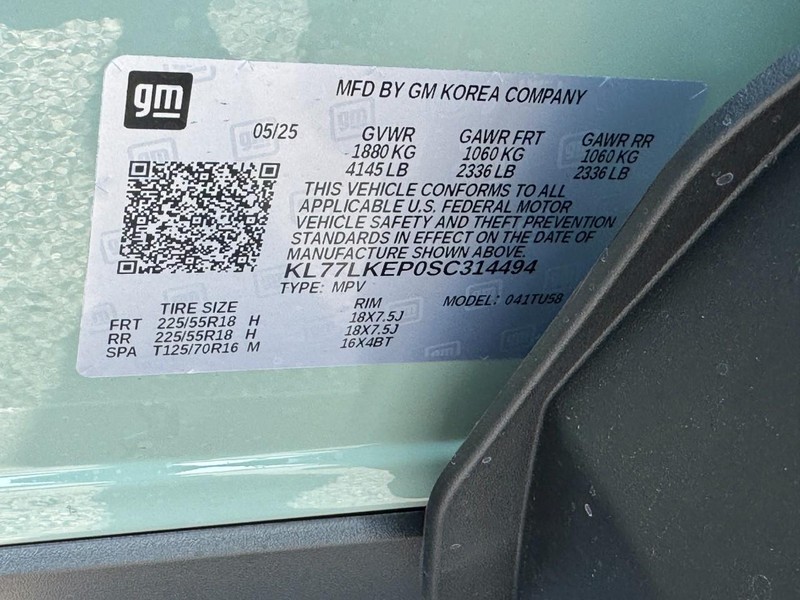 gm
MFD BY GM KOREA COMPANY
05/25 GVWR GAWR FRT GAWR RR
1880 KG 1060 KG 1060 KG
4145 LB 2336 LB 2336 LB
THIS VEHICLE CONFORMS TO ALL
APPLICABLE U.S. FEDERAL MOTOR
VEHICLE SAFETY AND THEFT PREVENTION
STANDARDS IN EFFECT ON THE DATE OF
MANUFACTURE SHOWN ABOVE.
KL77LKEP0SC314494
TYPE: MPV MODEL: 041TU58
TIRE SIZE RIM
FRT 225/55R18 H 18X7.5J
RR 225/55R18 H 18X7.5J
SPA T125/70R16 M 16X4BT